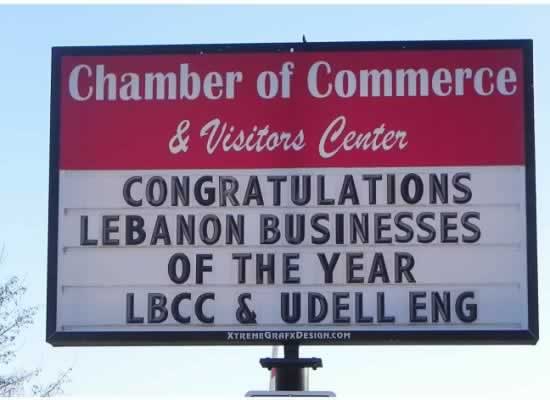 Chamber of Commerce
& Visitors Center
CONGRATULATIONS
LEBANON BUSINESSES
OF THE YEAR
LBCC & UDELL ENG
XTREMEGRAFXDESIGN.COM